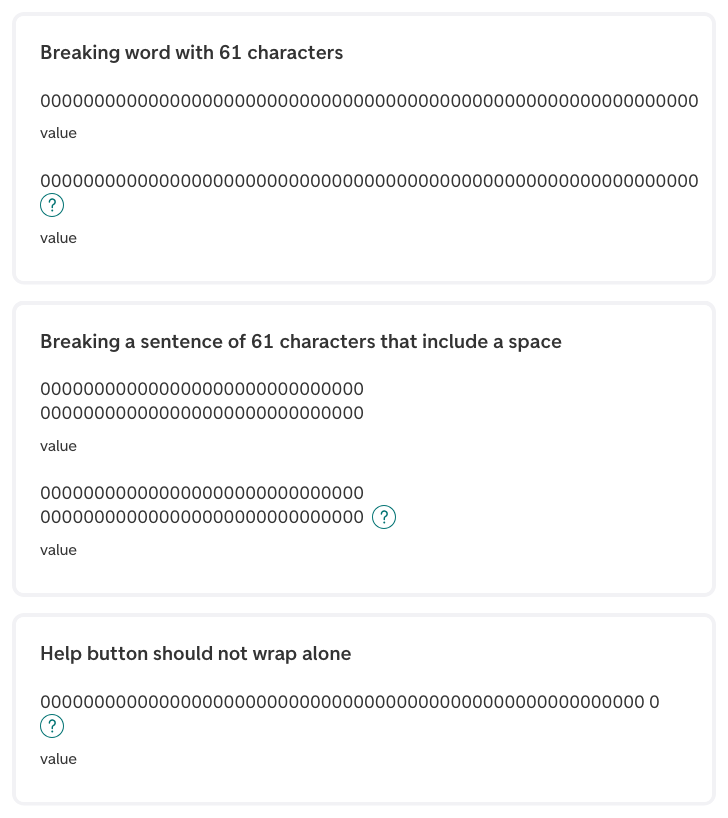 Breaking word with 61 characters
0000000000000000000000000000000000000000000000000000000000000
value
0000000000000000000000000000000000000000000000000000000000000
?
value
Breaking a sentence of 61 characters that include a space
000000000000000000000000000000
000000000000000000000000000000
value
000000000000000000000000000000
000000000000000000000000000000 ?
value
Help button should not wrap alone
00000000000000000000000000000000000000000000000000000000 0
?
value